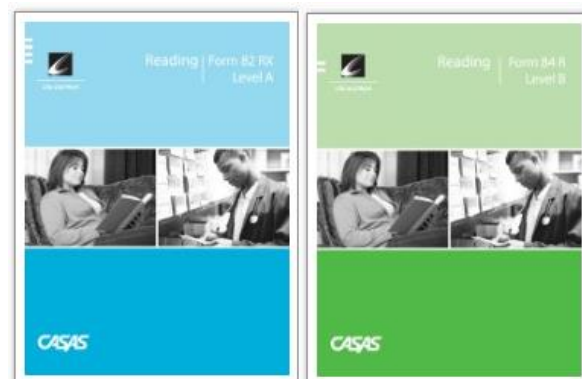 Reading | Form 82 RX
Level A
CASAS
Reading | Form 84 R
Level B
CASAS